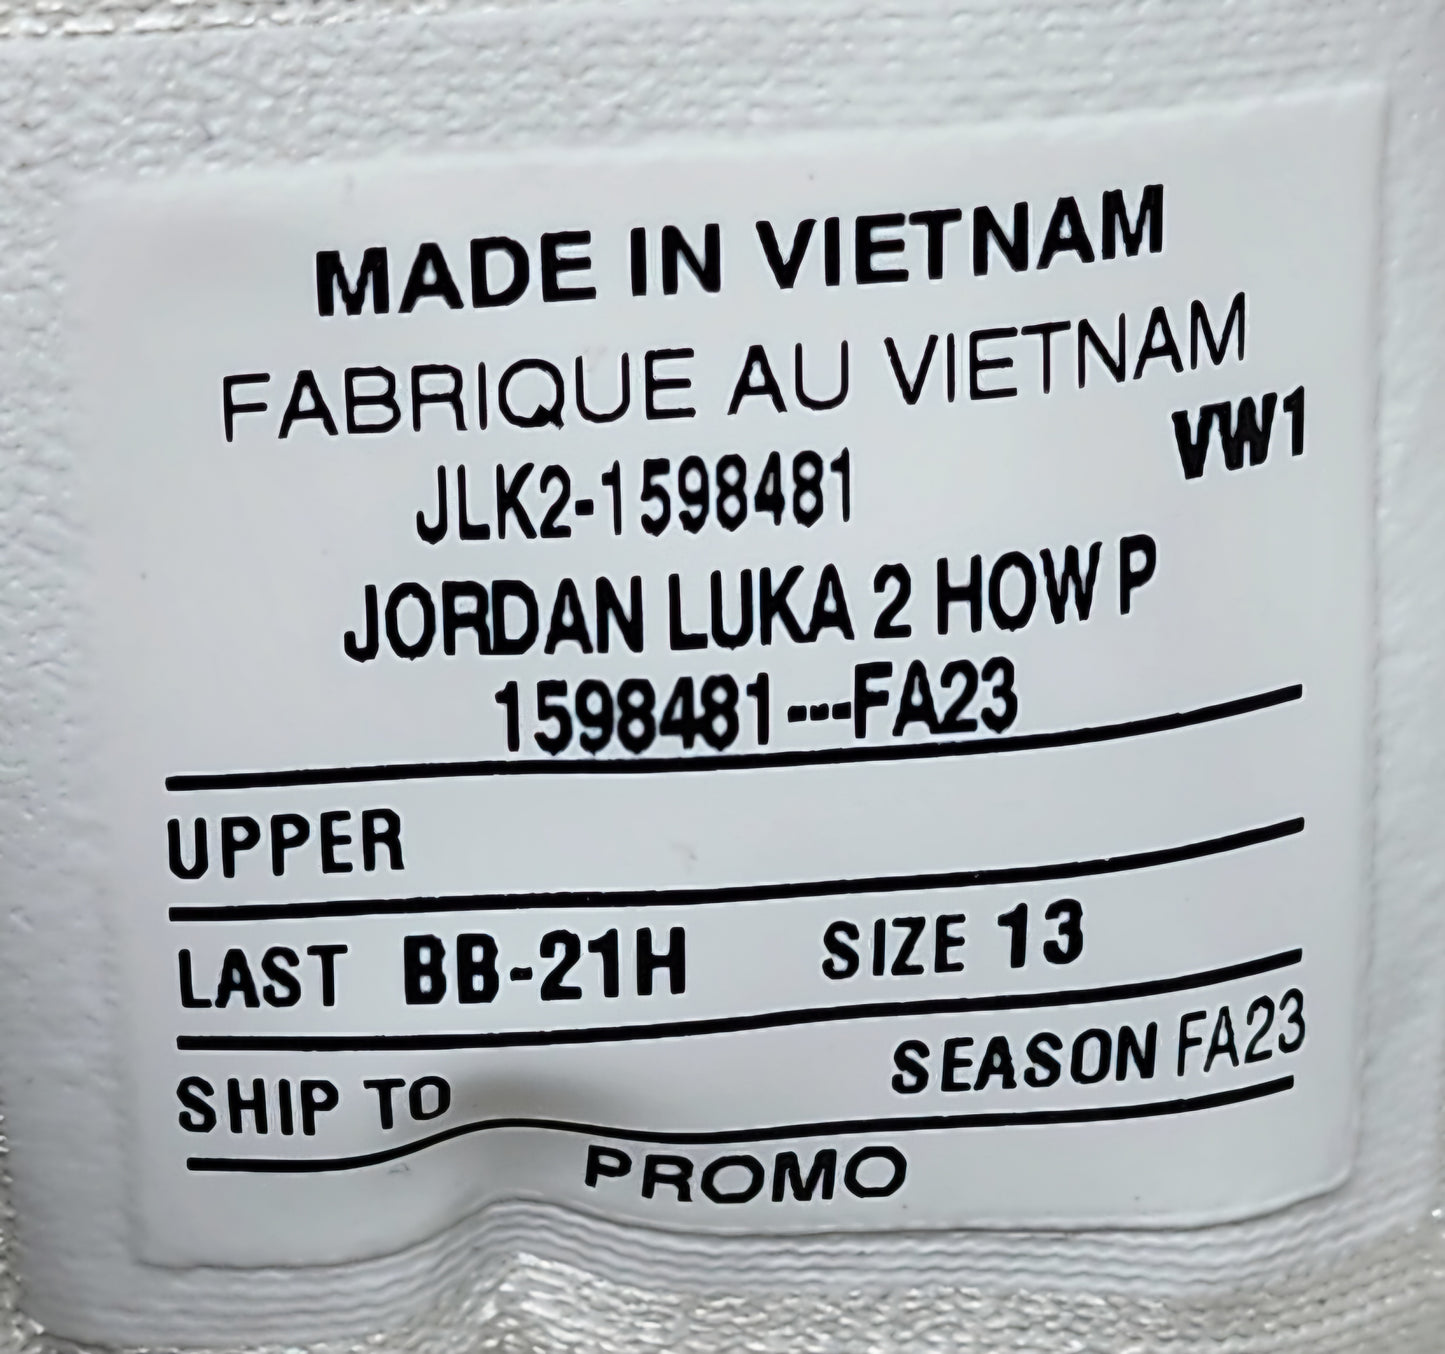 MADE IN VIETNAM
FABRIQUE AU VIETNAM
VW1
JLK2-1598481
JORDAN LUKA 2 HOW P
1598481---FA23
UPPER
LAST BB-21H SIZE 13
SHIP TO SEASON FA23
PROMO